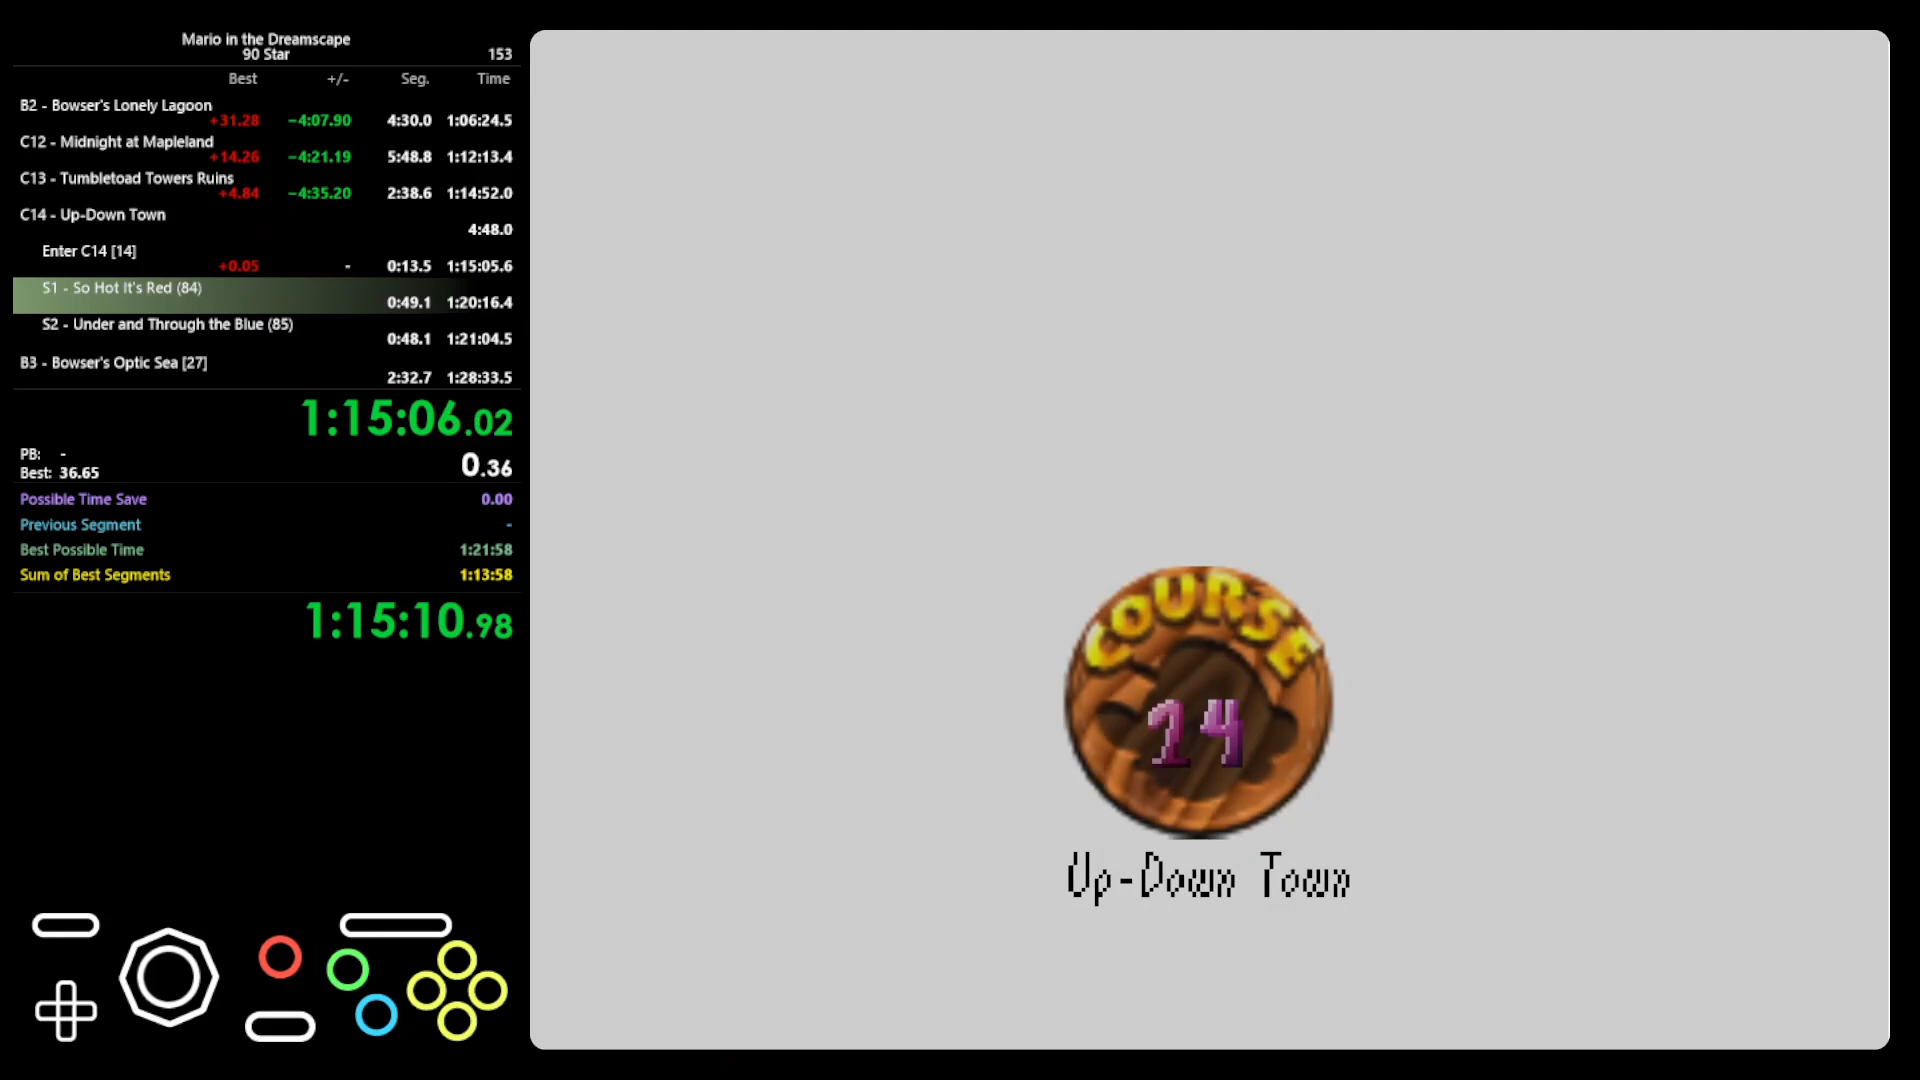 Mario in the Dreamscape
90 Star
153
Best +/- Seg. Time
B2 - Bowser's Lonely Lagoon
+31.28 −4:07.90 4:30.0 1:06:24.5
C12 - Midnight at Mapleland
+14.26 −4:21.19 5:48.8 1:12:13.4
C13 - Tumbletoad Towers Ruins
+4.84 −4:35.20 2:38.6 1:14:52.0
C14 - Up-Down Town
4:48.0
Enter C14 [14]
+0.05 - 0:13.5 1:15:05.6
S1 - So Hot It's Red (84)
0:49.1 1:20:16.4
S2 - Under and Through the Blue (85)
0:48.1 1:21:04.5
B3 - Bowser's Optic Sea [27]
2:32.7 1:28:33.5
1:15:06.02
PB: -
Best: 36.65
0.36
Possible Time Save 0.00
Previous Segment -
Best Possible Time 1:21:58
Sum of Best Segments 1:13:58
1:15:10.98
COURSE
14
Up-Down Town